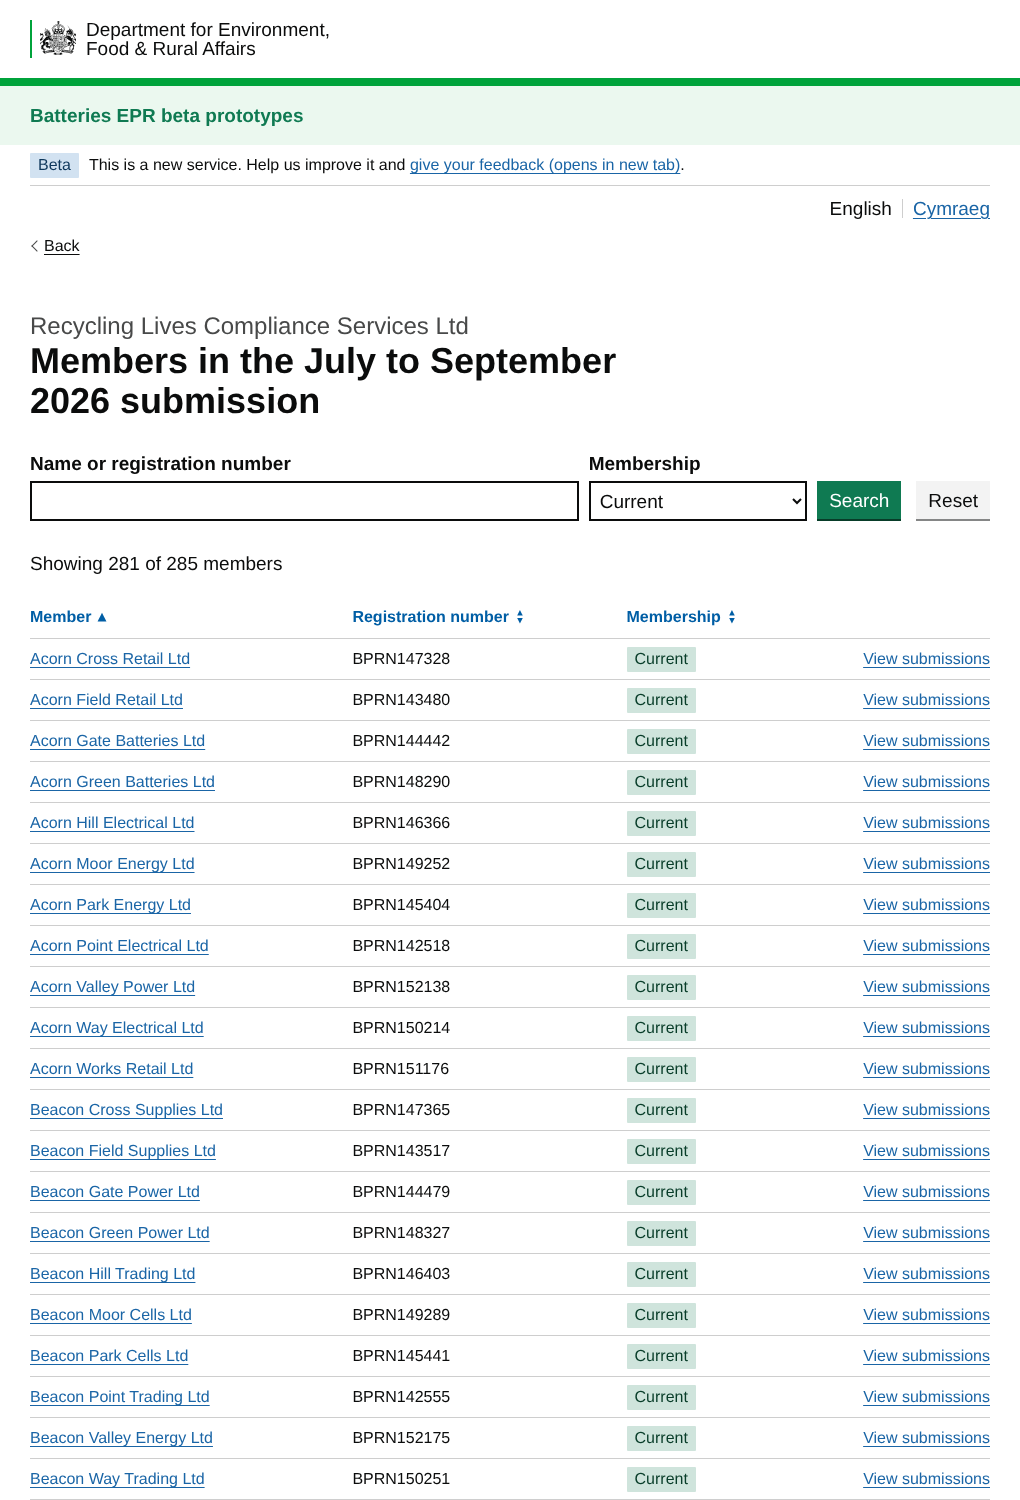 Department for Environment,
Food & Rural Affairs
Batteries EPR beta prototypes
Beta This is a new service. Help us improve it and give your feedback (opens in new tab).
English Cymraeg
Back
Recycling Lives Compliance Services Ltd
Members in the July to September
2026 submission
Name or registration number Membership
Current Search Reset
Showing 281 of 285 members
Member Registration number Membership
Acorn Cross Retail Ltd BPRN147328 Current View submissions
Acorn Field Retail Ltd BPRN143480 Current View submissions
Acorn Gate Batteries Ltd BPRN144442 Current View submissions
Acorn Green Batteries Ltd BPRN148290 Current View submissions
Acorn Hill Electrical Ltd BPRN146366 Current View submissions
Acorn Moor Energy Ltd BPRN149252 Current View submissions
Acorn Park Energy Ltd BPRN145404 Current View submissions
Acorn Point Electrical Ltd BPRN142518 Current View submissions
Acorn Valley Power Ltd BPRN152138 Current View submissions
Acorn Way Electrical Ltd BPRN150214 Current View submissions
Acorn Works Retail Ltd BPRN151176 Current View submissions
Beacon Cross Supplies Ltd BPRN147365 Current View submissions
Beacon Field Supplies Ltd BPRN143517 Current View submissions
Beacon Gate Power Ltd BPRN144479 Current View submissions
Beacon Green Power Ltd BPRN148327 Current View submissions
Beacon Hill Trading Ltd BPRN146403 Current View submissions
Beacon Moor Cells Ltd BPRN149289 Current View submissions
Beacon Park Cells Ltd BPRN145441 Current View submissions
Beacon Point Trading Ltd BPRN142555 Current View submissions
Beacon Valley Energy Ltd BPRN152175 Current View submissions
Beacon Way Trading Ltd BPRN150251 Current View submissions